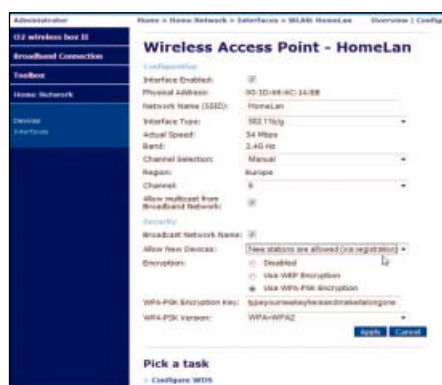 Administrator
Home > Home Network > Interfaces > WLAN: HomeLan
Overview | Config
O2 wireless box II
Broadband Connection
Toolbox
Home Network
Devices
Interfaces
Wireless Access Point - HomeLan
Configuration
Interface Enabled:
Physical Address:
Network Name (SSID): HomeLan
Interface Type: 802.11b/g
Actual Speed: 54 Mbps
Band: 2.4G Hz
Channel Selection: Manual
Region: Europe
Channel: 6
Allow multicast from
Broadband Network:
Security
Broadcast Network Name:
Allow New Devices: New stations are allowed (via registration)
Encryption: Disabled
Use WEP Encryption
Use WPA-PSK Encryption
WPA-PSK Encryption Key: typeyournewkeyhereandmakeitalongone
WPA-PSK Version: WPA+WPA2
Apply Cancel
Pick a task
> Configure WDS